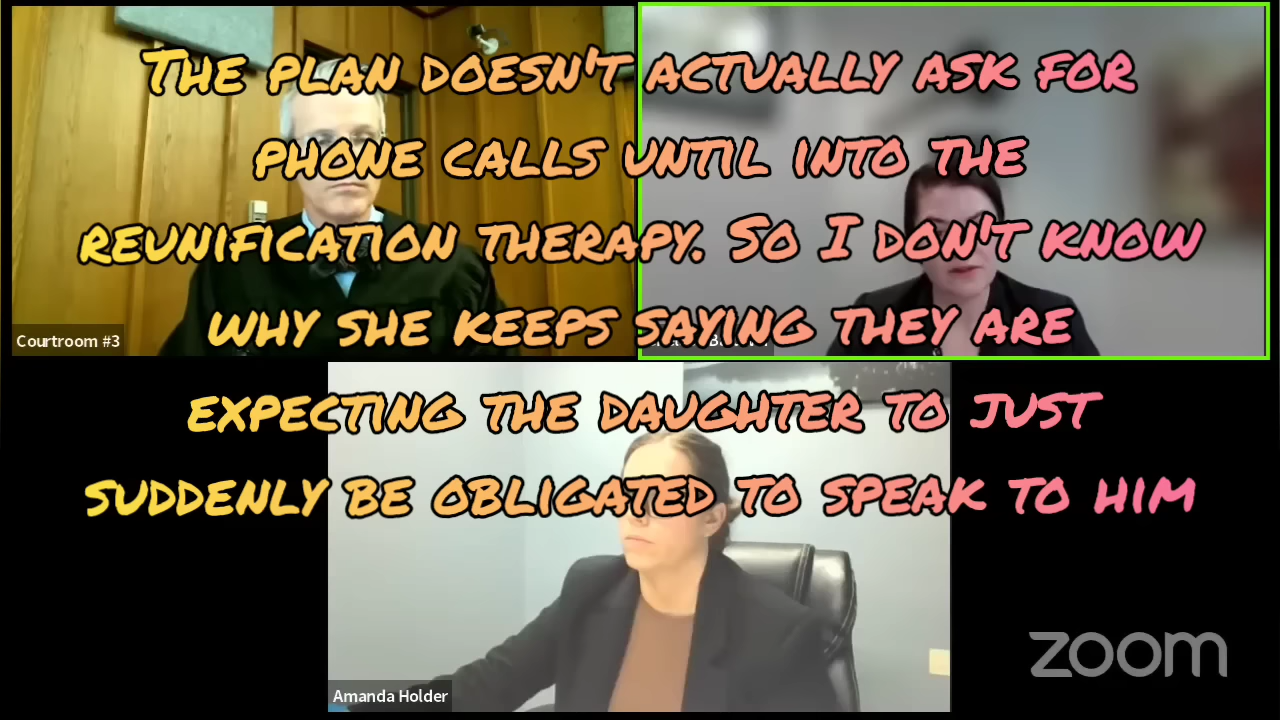 The plan doesn't actually ask for
phone calls until into the
reunification therapy. So I don't know
why she keeps saying they are
expecting the daughter to just
suddenly be obligated to speak to him
Courtroom #3
Amanda Holder
zoom